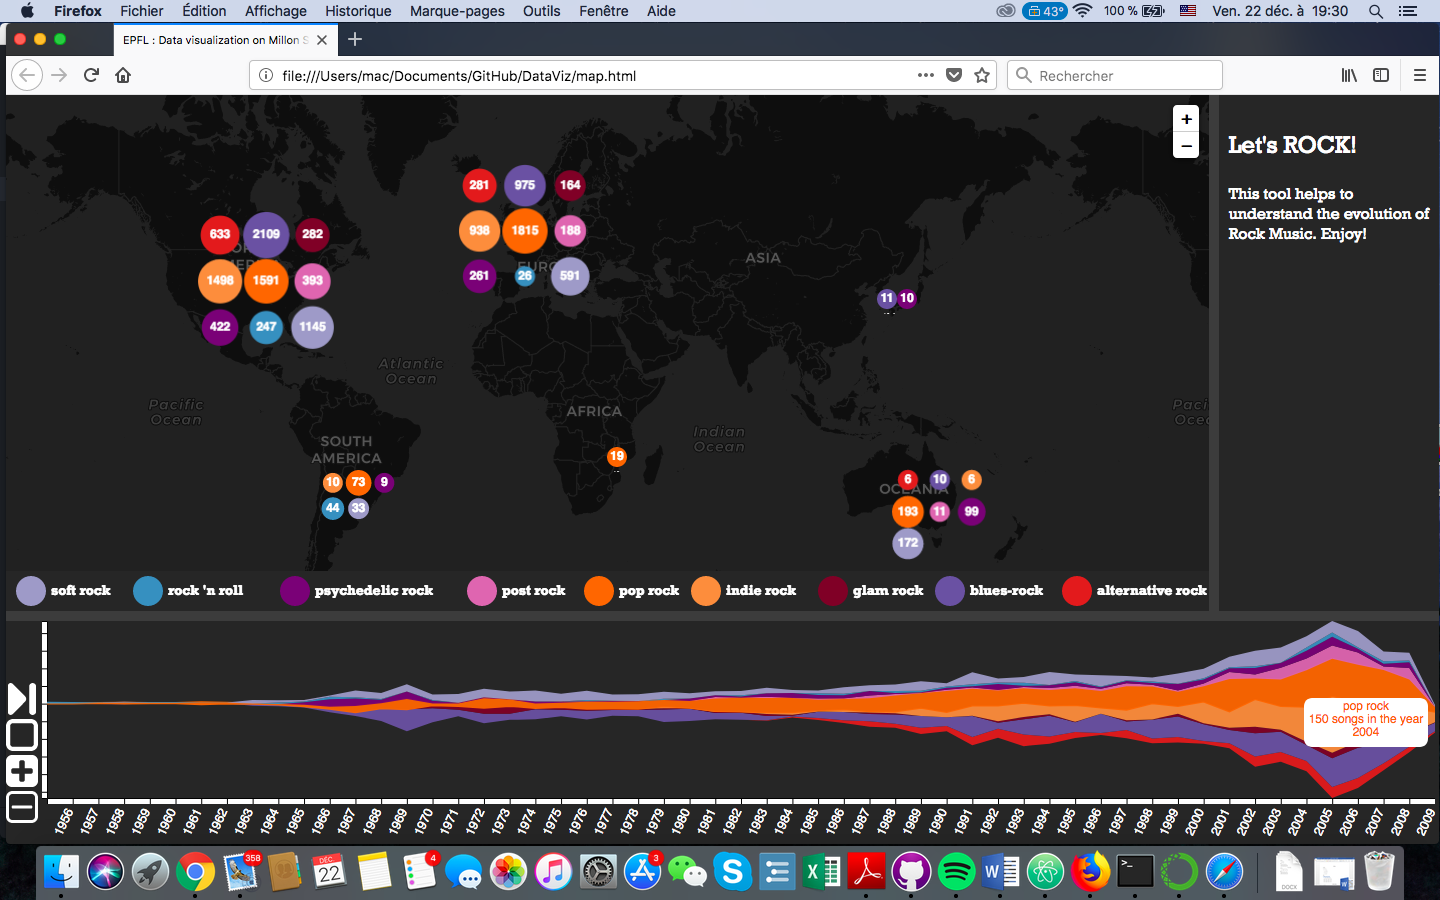 Firefox Fichier Édition Affichage Historique Marque-pages Outils Fenêtre Aide 43° 100 % Ven. 22 déc. à 19:30
EPFL : Data visualization on Millon S
file:///Users/mac/Documents/GitHub/DataViz/map.html
Rechercher
+
−
Let's ROCK!
This tool helps to
understand the evolution of
Rock Music. Enjoy!
281 975 164
938 1815 188
261 26 591
EURO
633 2109 282
1498 1591 393
422 247 1145
ASIA
11 10
Atlantic
Ocean
Pacific
Ocean
AFRICA
19
Indian
Ocean
Paci
Oce
SOUTH
AMERICA
10 73 9
44 33
OCEANIA
6 10 6
193 11 99
172
soft rock rock 'n roll psychedelic rock post rock pop rock indie rock glam rock blues-rock alternative rock
pop rock
150 songs in the year
2004
1956 1957 1958 1959 1960 1961 1962 1963 1964 1965 1966 1967 1968 1969 1970 1971 1972 1973 1974 1975 1976 1977 1978 1979 1980 1981 1982 1983 1984 1985 1986 1987 1988 1989 1990 1991 1992 1993 1994 1995 1996 1997 1998 1999 2000 2001 2002 2003 2004 2005 2006 2007 2008 2009
358
DÉC.
22
4
3
DOCX